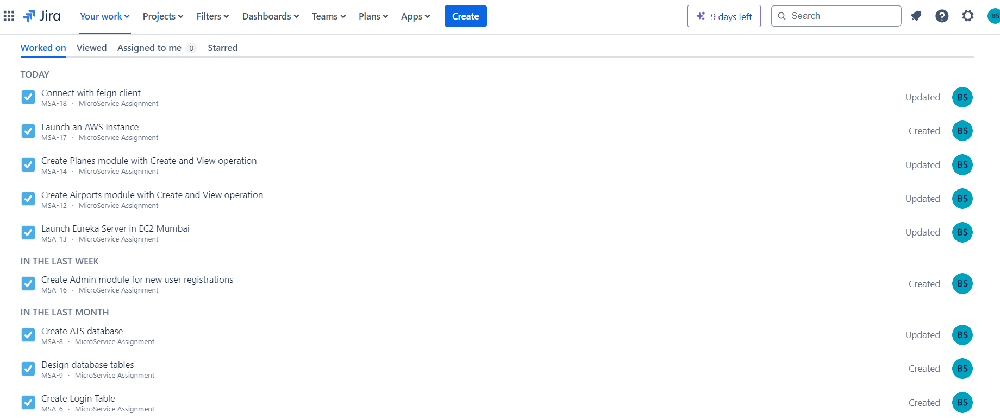 Jira Your work Projects Filters Dashboards Teams Plans Apps Create 9 days left Search BS
Worked on Viewed Assigned to me 0 Starred
TODAY
Connect with feign client
MSA-18 · MicroService Assignment
Updated BS
Launch an AWS Instance
MSA-17 · MicroService Assignment
Created BS
Create Planes module with Create and View operation
MSA-14 · MicroService Assignment
Updated BS
Create Airports module with Create and View operation
MSA-12 · MicroService Assignment
Updated BS
Launch Eureka Server in EC2 Mumbai
MSA-13 · MicroService Assignment
Updated BS
IN THE LAST WEEK
Create Admin module for new user registrations
MSA-16 · MicroService Assignment
Created BS
IN THE LAST MONTH
Create ATS database
MSA-8 · MicroService Assignment
Updated BS
Design database tables
MSA-9 · MicroService Assignment
Created BS
Create Login Table
MSA-6 · MicroService Assignment
Created BS